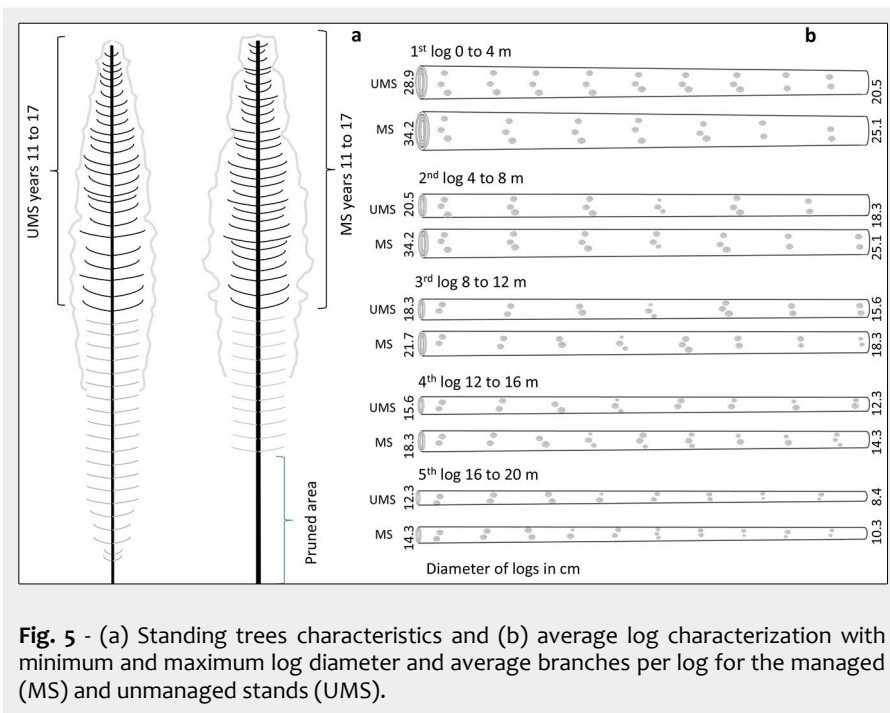 a
b
UMS years 11 to 17
MS years 11 to 17
Pruned area
1st log 0 to 4 m
UMS 28.9 20.5
MS 34.2 25.1
2nd log 4 to 8 m
UMS 20.5 18.3
MS 34.2 25.1
3rd log 8 to 12 m
UMS 18.3 15.6
MS 21.7 18.3
4th log 12 to 16 m
UMS 15.6 12.3
MS 18.3 14.3
5th log 16 to 20 m
UMS 12.3 8.4
MS 14.3 10.3
Diameter of logs in cm
Fig. 5 - (a) Standing trees characteristics and (b) average log characterization with
minimum and maximum log diameter and average branches per log for the managed
(MS) and unmanaged stands (UMS).